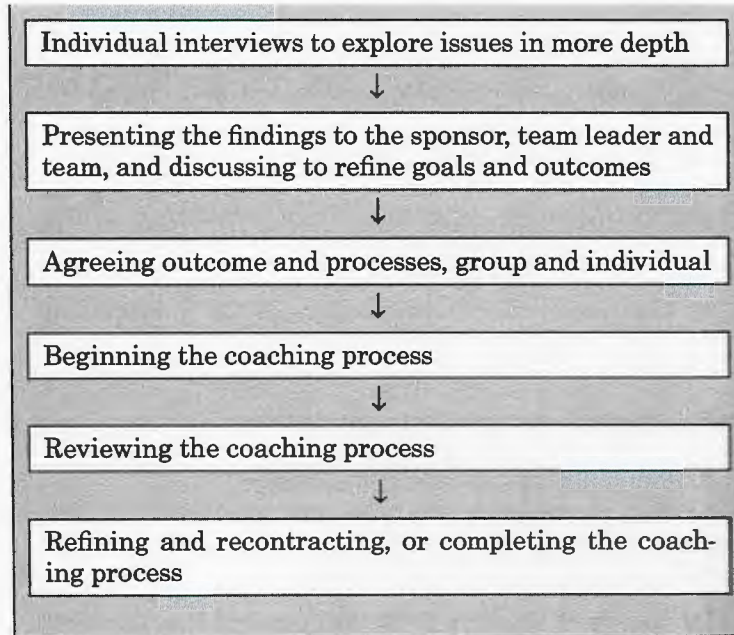 Individual interviews to explore issues in more depth
↓
Presenting the findings to the sponsor, team leader and
team, and discussing to refine goals and outcomes
↓
Agreeing outcome and processes, group and individual
↓
Beginning the coaching process
↓
Reviewing the coaching process
↓
Refining and recontracting, or completing the coach-
ing process